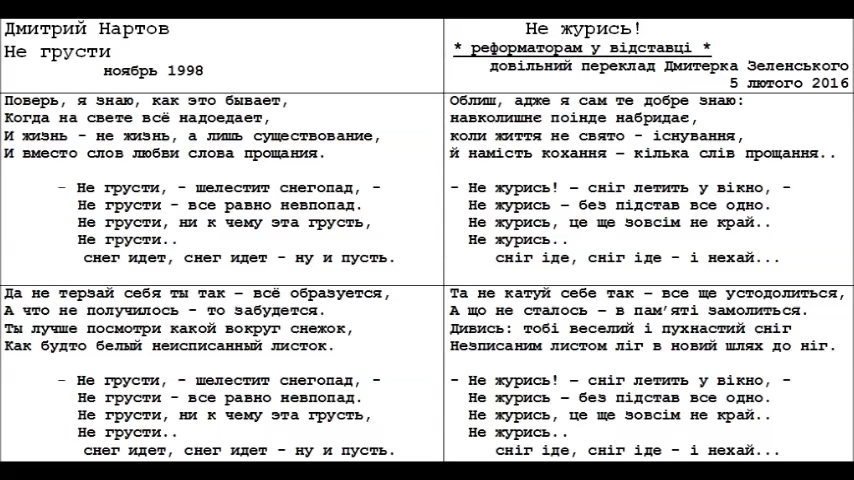 Дмитрий Нартов
Не грусти
ноябрь 1998
Не журись!
* реформаторам у відставці *
довільний переклад Дмитерка Зеленського
5 лютого 2016
Поверь, я знаю, как это бывает,
Когда на свете всё надоедает,
И жизнь - не жизнь, а лишь существование,
И вместо слов любви слова прощания.
- Не грусти, - шелестит снегопад, -
Не грусти - все равно невпопад.
Не грусти, ни к чему эта грусть,
Не грусти..
снег идет, снег идет - ну и пусть.
Облиш, адже я сам те добре знаю:
навколишнє поінде набридає,
коли життя не свято - існування,
й намість кохання – кілька слів прощання..
- Не журись! – сніг летить у вікно, -
Не журись – без підстав все одно.
Не журись, це ще зовсім не край..
Не журись..
сніг іде, сніг іде – і нехай...
Да не терзай себя ты так – всё образуется,
А что не получилось - то забудется.
Ты лучше посмотри какой вокруг снежок,
Как будто белый неисписанный листок.
- Не грусти, - шелестит снегопад, -
Не грусти - все равно невпопад.
Не грусти, ни к чему эта грусть,
Не грусти..
снег идет, снег идет - ну и пусть.
Та не катуй себе так – все ще устодолиться,
А що не сталось – в пам’яті замолиться.
Дивись: тобі веселий і пухнастий сніг
Незписаним листом ліг в новий шлях до ніг.
- Не журись! – сніг летить у вікно, -
Не журись – без підстав все одно.
Не журись, це ще зовсім не край..
Не журись..
сніг іде, сніг іде – і нехай...